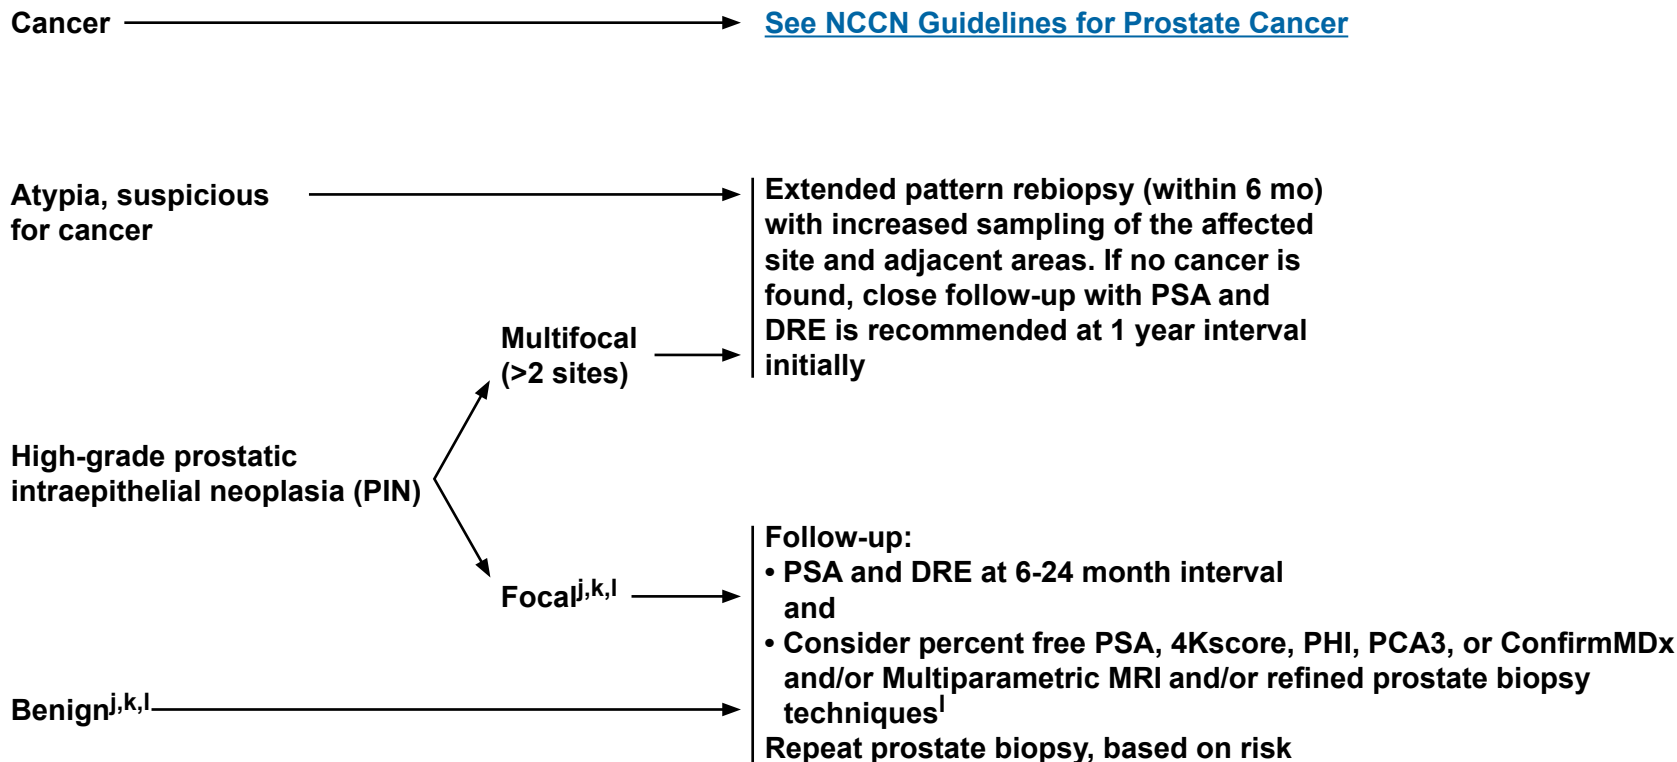 Cancer
See NCCN Guidelines for Prostate Cancer
Atypia, suspicious
for cancer
Extended pattern rebiopsy (within 6 mo)
with increased sampling of the affected
site and adjacent areas. If no cancer is
found, close follow-up with PSA and
DRE is recommended at 1 year interval
initially
Multifocal
(>2 sites)
High-grade prostatic
intraepithelial neoplasia (PIN)
Focalj,k,l
Follow-up:
• PSA and DRE at 6-24 month interval
and
• Consider percent free PSA, 4Kscore, PHI, PCA3, or ConfirmMDx
and/or Multiparametric MRI and/or refined prostate biopsy
techniquesl
Repeat prostate biopsy, based on risk
Benignj,k,l